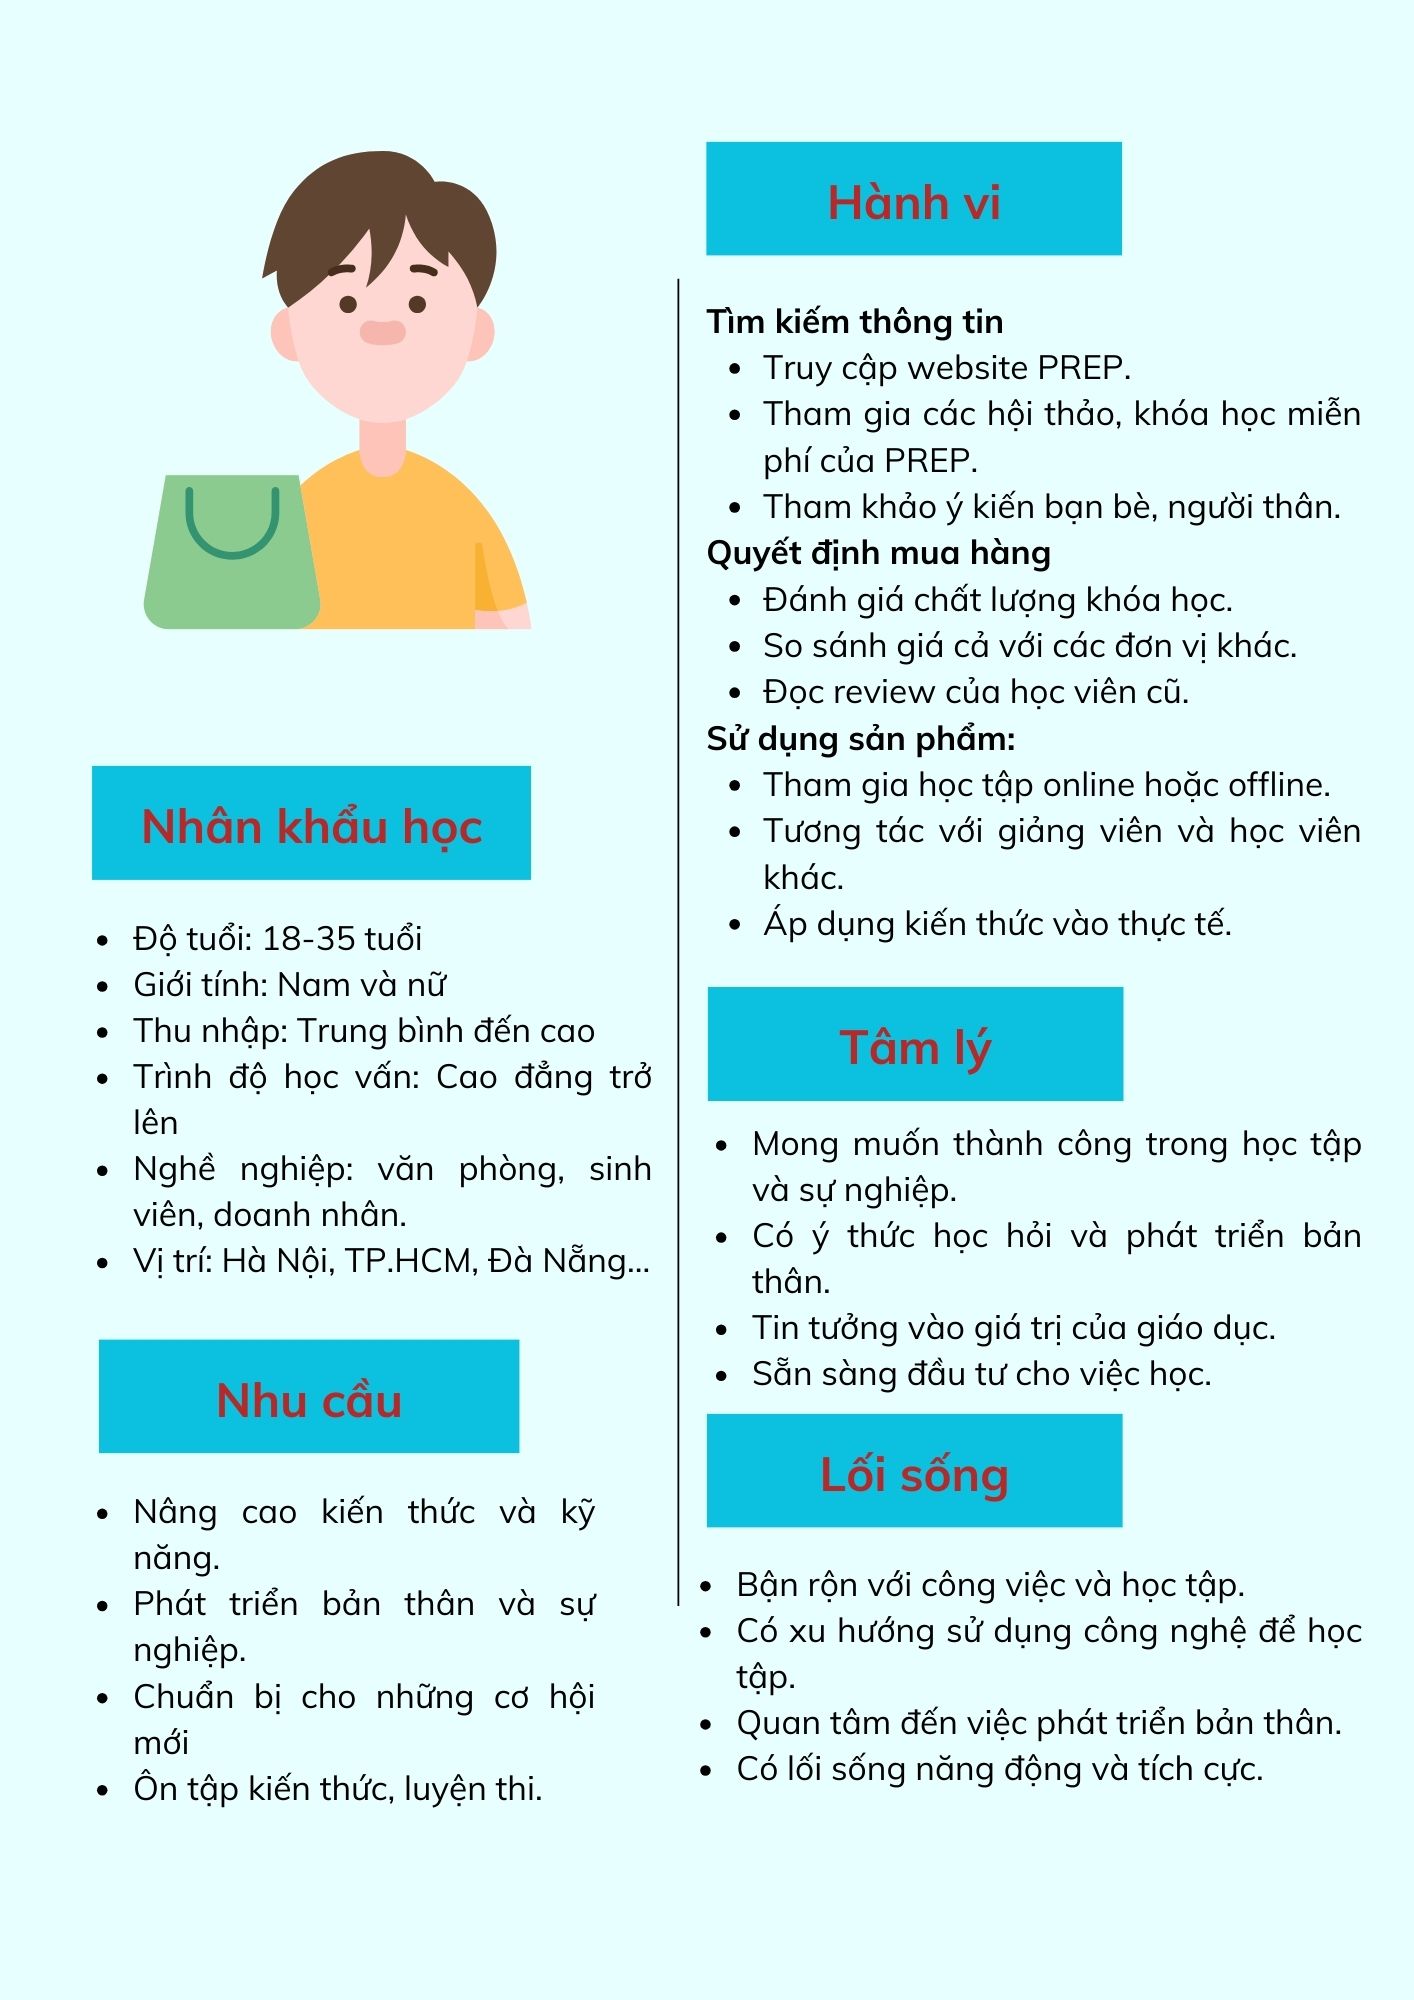 Nhân khẩu học
Độ tuổi: 18-35 tuổi
Giới tính: Nam và nữ
Thu nhập: Trung bình đến cao
Trình độ học vấn: Cao đẳng trở
lên
Nghề nghiệp: văn phòng, sinh
viên, doanh nhân.
Vị trí: Hà Nội, TP.HCM, Đà Nẵng...
Nhu cầu
Nâng cao kiến thức và kỹ
năng.
Phát triển bản thân và sự
nghiệp.
Chuẩn bị cho những cơ hội
mới
Ôn tập kiến thức, luyện thi.
Hành vi
Tìm kiếm thông tin
Truy cập website PREP.
Tham gia các hội thảo, khóa học miễn
phí của PREP.
Tham khảo ý kiến bạn bè, người thân.
Quyết định mua hàng
Đánh giá chất lượng khóa học.
So sánh giá cả với các đơn vị khác.
Đọc review của học viên cũ.
Sử dụng sản phẩm:
Tham gia học tập online hoặc offline.
Tương tác với giảng viên và học viên
khác.
Áp dụng kiến thức vào thực tế.
Tâm lý
Mong muốn thành công trong học tập
và sự nghiệp.
Có ý thức học hỏi và phát triển bản
thân.
Tin tưởng vào giá trị của giáo dục.
Sẵn sàng đầu tư cho việc học.
Lối sống
Bận rộn với công việc và học tập.
Có xu hướng sử dụng công nghệ để học
tập.
Quan tâm đến việc phát triển bản thân.
Có lối sống năng động và tích cực.